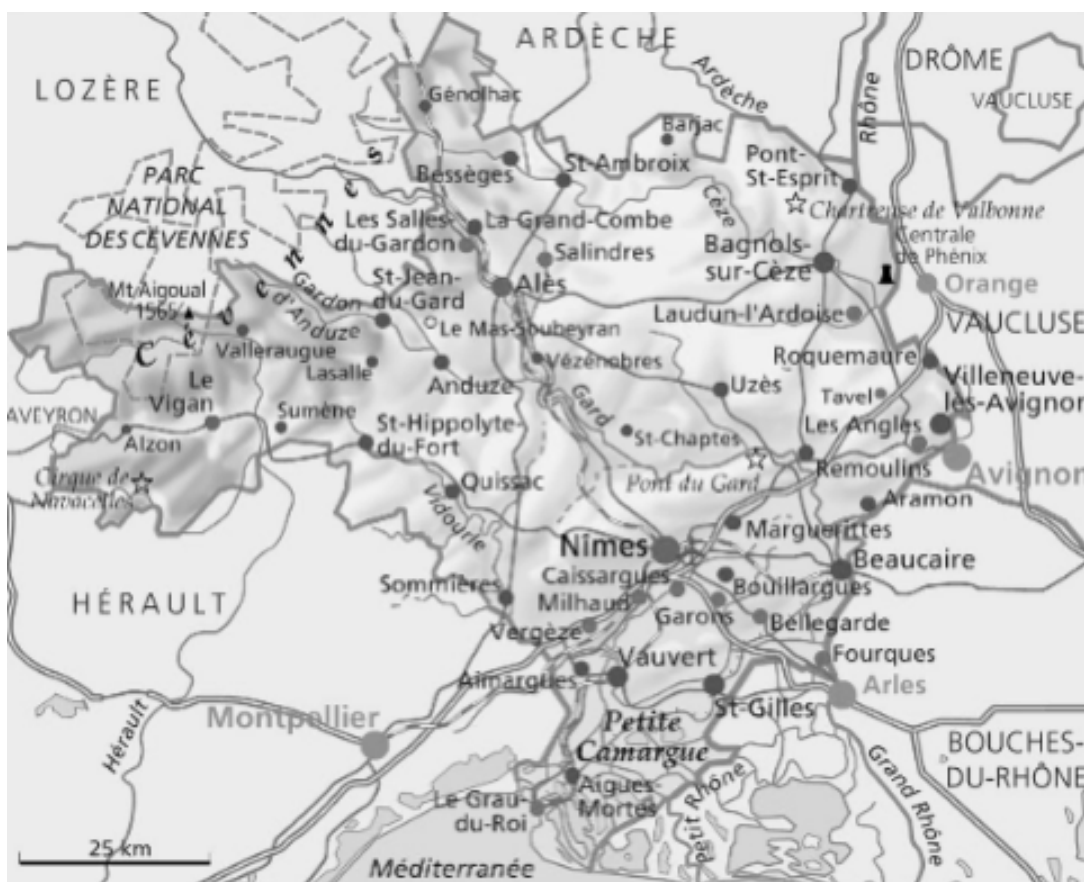 ARDÈCHE
DRÔME
LOZÈRE
Ardèche
Rhône
VAUCLUSE
Génolhac
Barjac
Bessèges
St-Ambroix
Pont-
St-Esprit
PARC
NATIONAL
DES CÉVENNES
Cèze
Chartreuse de Valbonne
Les Salles-
du-Gardon
La Grand-Combe
Salindres
Bagnols-
sur-Cèze
Centrale
de Phénix
Cévennes
Mt Aigoual
1565
Gardon
d'Anduze
St-Jean-
du-Gard
Alès
Orange
Le Mas-Soubeyran
Laudun-l'Ardoise
VAUCLUSE
Valleraugue
Lasalle
Anduze
Vézénobres
Uzès
Roquemaure
Villeneuve-
lès-Avignon
Tavel
AVEYRON
Le
Vigan
Sumène
Alzon
St-Hippolyte-
du-Fort
Gard
St-Chaptes
Les Angles
Remoulins
Avignon
Cirque de
Navacelles
Quissac
Pont du Gard
Aramon
Vidourle
Marguerittes
Nîmes
Beaucaire
HÉRAULT
Sommières
Caissargues
Milhaud
Bouillargues
Garons
Bellegarde
Vergèze
Vauvert
Fourques
Aimargues
Arles
Montpellier
St-Gilles
Hérault
Petite
Camargue
BOUCHES-
DU-RHÔNE
Aigues-
Mortes
Petit Rhône
Grand Rhône
Le Grau-
du-Roi
25 km
Méditerranée